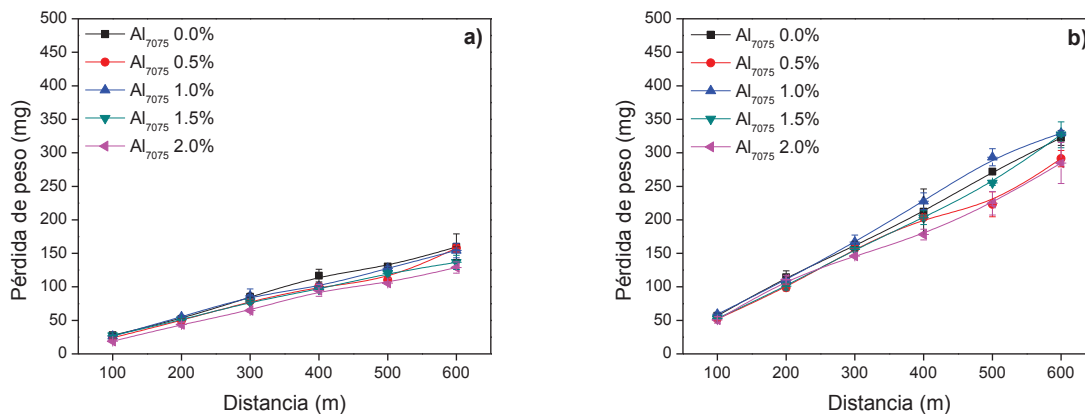 a)
Al7075 0.0%
Al7075 0.5%
Al7075 1.0%
Al7075 1.5%
Al7075 2.0%
Pérdida de peso (mg)
500
450
400
350
300
250
200
150
100
50
0
100 200 300 400 500 600
Distancia (m)
b)
Al7075 0.0%
Al7075 0.5%
Al7075 1.0%
Al7075 1.5%
Al7075 2.0%
Pérdida de peso (mg)
500
450
400
350
300
250
200
150
100
50
0
100 200 300 400 500 600
Distancia (m)